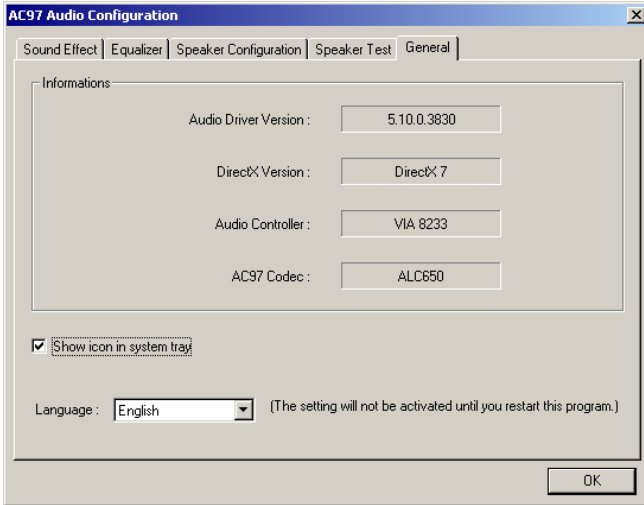 AC97 Audio Configuration
Sound Effect Equalizer Speaker Configuration Speaker Test General
Informations
Audio Driver Version : 5.10.0.3830
DirectX Version : DirectX 7
Audio Controller : VIA 8233
AC97 Codec : ALC650
Show icon in system tray
Language : English (The setting will not be activated until you restart this program.)
OK